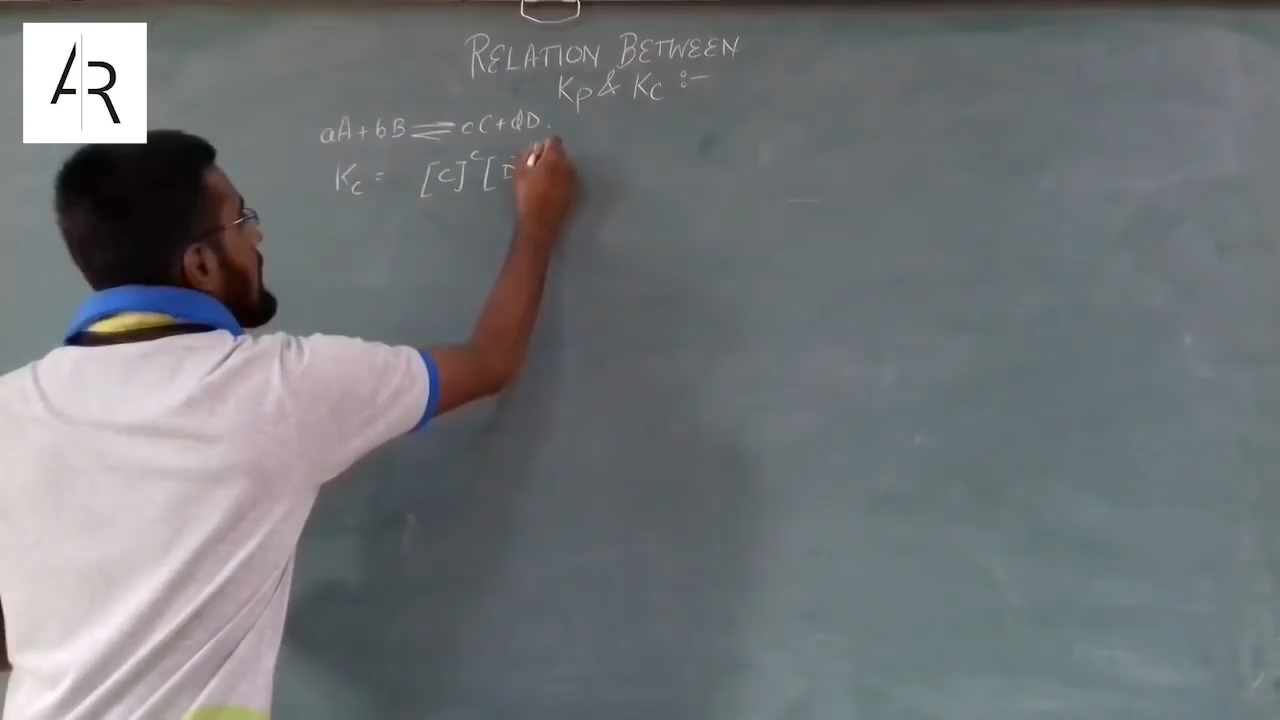 AR
RELATION BETWEEN
Kp & Kc :-
aA + bB ⇌ cC + dD.
Kc = [C]^c [D